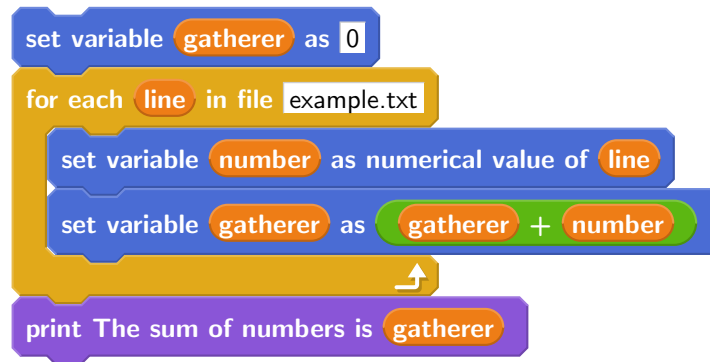 set variable gatherer as 0
for each line in file example.txt
set variable number as numerical value of line
set variable gatherer as gatherer + number
print The sum of numbers is gatherer